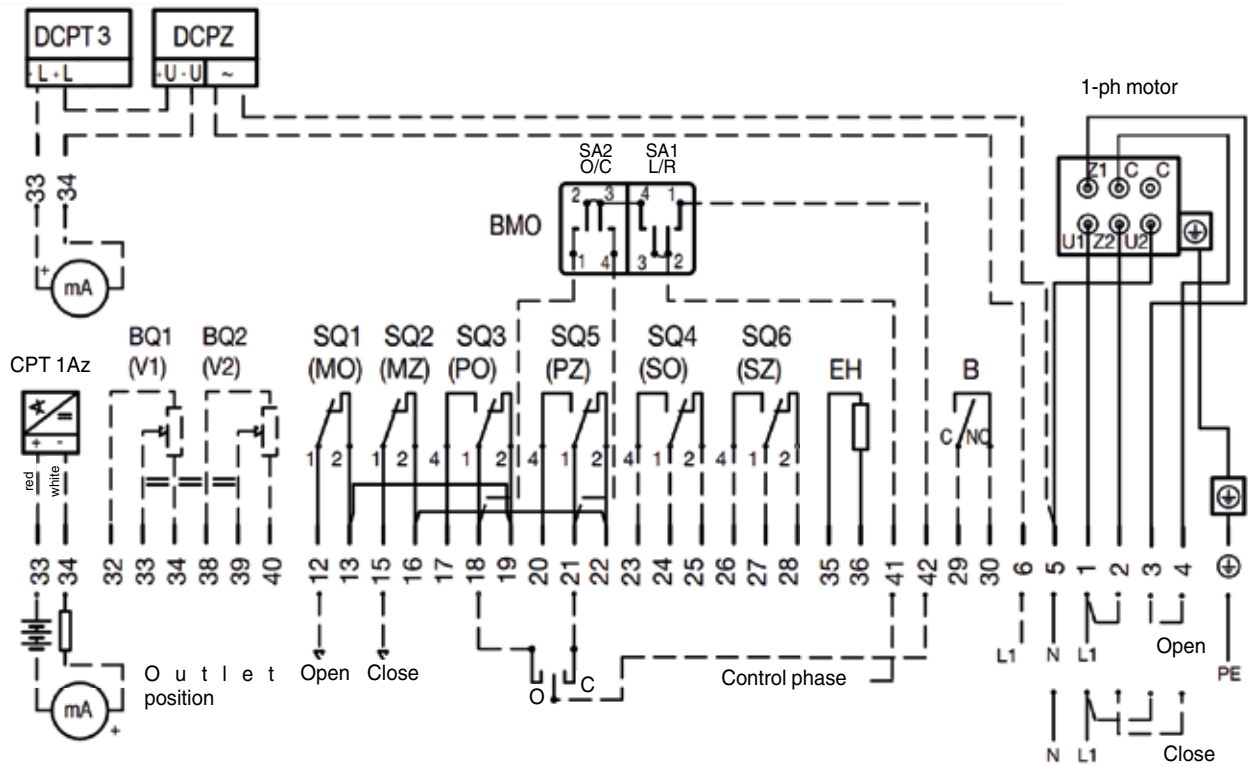 DCPT 3 DCPZ
- L + L +U - U ~
1-ph motor
SA2 SA1
O/C L/R
33 34
BMO
2 3 4 1
1 4 3 2
Z1 C C
U1 Z2 U2
+
mA
CPT 1Az
BQ1 BQ2 SQ1 SQ2 SQ3 SQ5 SQ4 SQ6 EH B
(V1) (V2) (MO) (MZ) (PO) (PZ) (SO) (SZ)
+ -
C NC
red white
1 2 1 2 4 1 2 4 1 2 4 1 2 4 1 2
33 34 32 33 34 38 39 40 12 13 15 16 17 18 19 20 21 22 23 24 25 26 27 28 35 36 41 42 29 30 6 5 1 2 3 4
Outlet
position
Open Close
O C
Control phase
L1 N L1 Open
PE
mA
+
N L1 Close